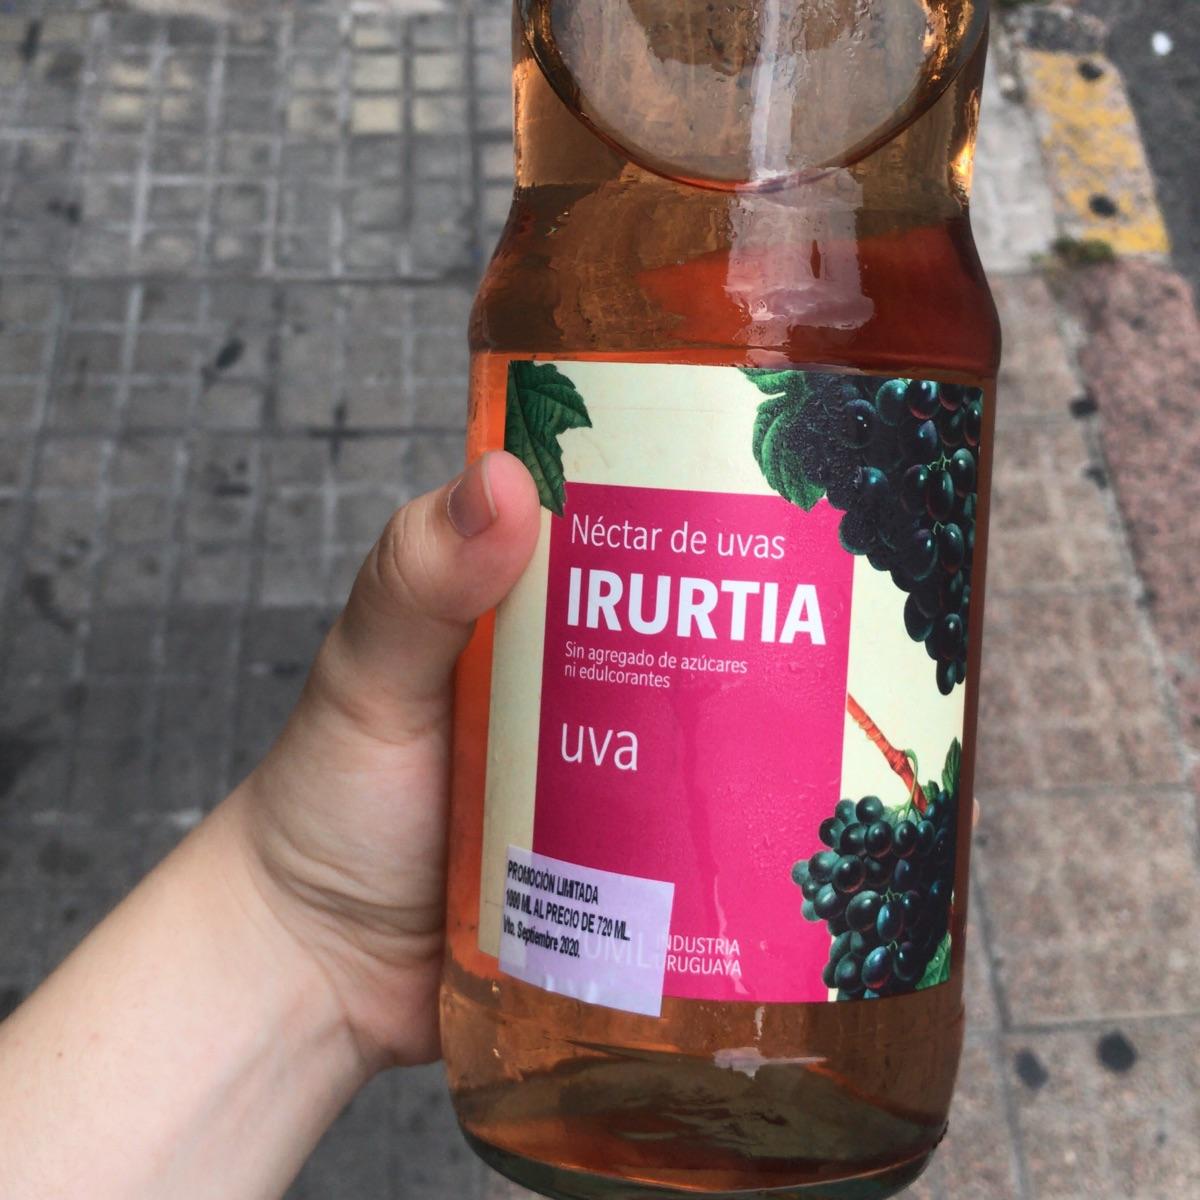 Néctar de uvas
IRURTIA
Sin agregado de azúcares
ni edulcorantes
uva
PROMOCIÓN LIMITADA
1000 ML AL PRECIO DE 720 ML.
Vto. Septiembre 2020.
INDUSTRIA
URUGUAYA